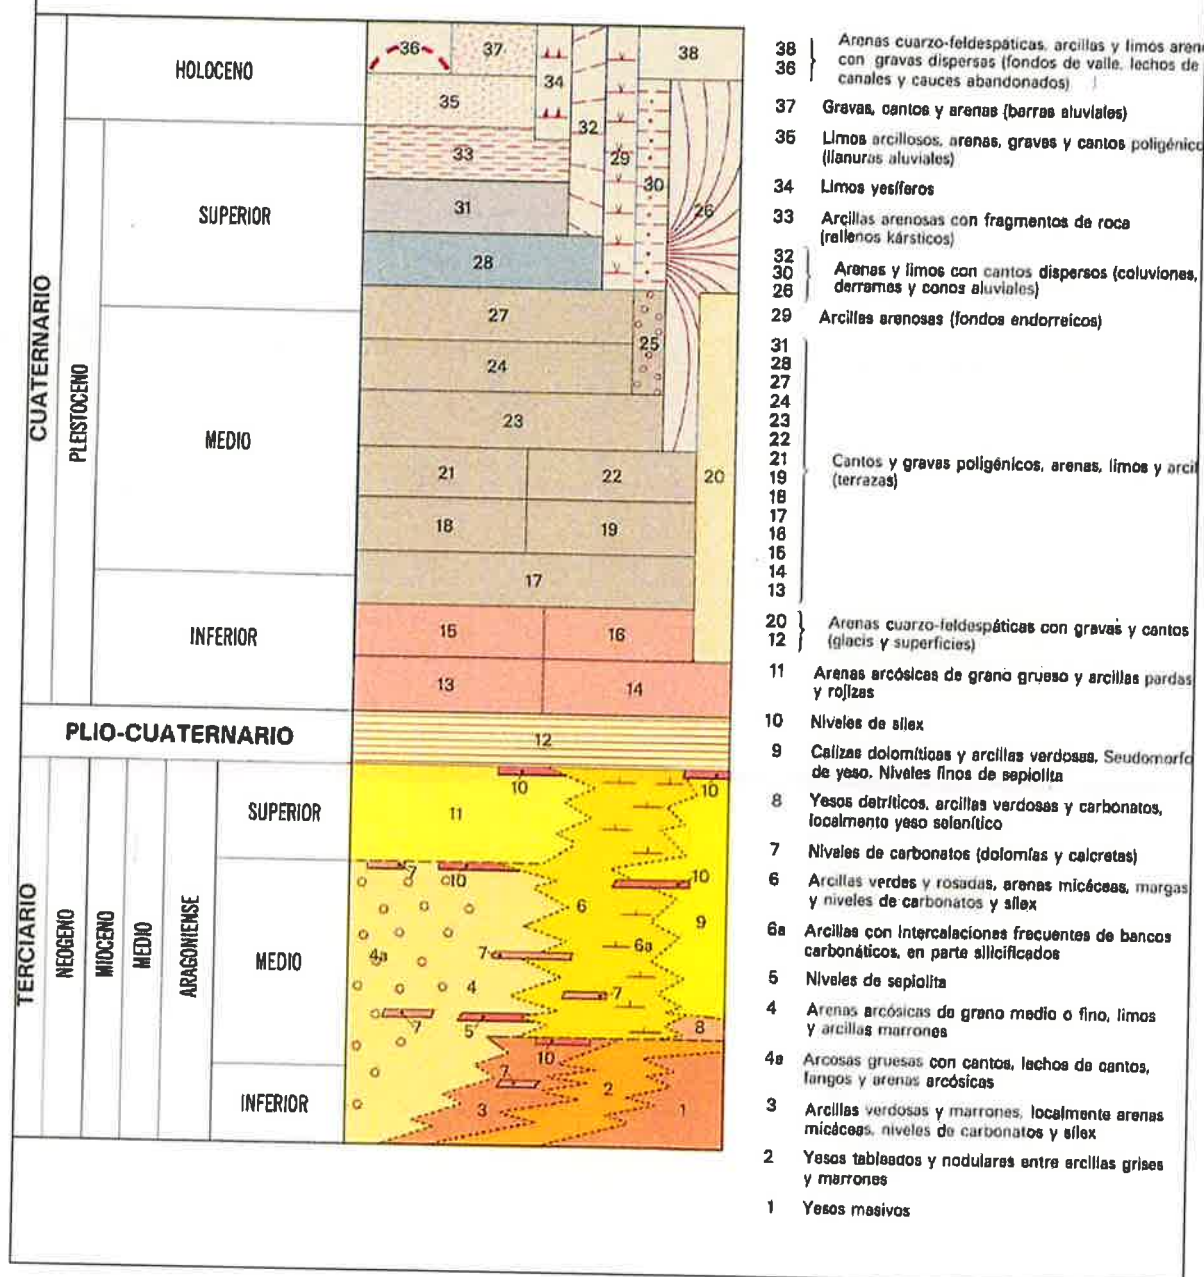 CUATERNARIO
PLEISTOCENO
HOLOCENO
SUPERIOR
MEDIO
INFERIOR
PLIO-CUATERNARIO
TERCIARIO
NEOGENO
MIOCENO
MEDIO
ARAGONIENSE
SUPERIOR
MEDIO
INFERIOR
36
37
34
38
35
32
33
29
30
31
26
28
27
25
24
23
21
22
20
18
19
17
15
16
13
14
12
10
10
11
7
10
10
6
9
4a
7
6a
4
7
7
5
8
10
7
2
3
1
38
36
Arenas cuarzo-feldespáticas, arcillas y limos aren
con gravas dispersas (fondos de valle, lechos de
canales y cauces abandonados)
37 Gravas, cantos y arenas (barras aluviales)
35 Limos arcillosos, arenas, gravas y cantos poligénico
(llanuras aluviales)
34 Limos yesíferos
33 Arcillas arenosas con fragmentos de roca
(rellenos kársticos)
32
30
26
Arenas y limos con cantos dispersos (coluviones,
derrames y conos aluviales)
29 Arcillas arenosas (fondos endorreicos)
31
28
27
24
23
22
21
19
18
17
16
15
14
13
Cantos y gravas poligénicos, arenas, limos y arcil
(terrazas)
20
12
Arenas cuarzo-feldespáticas con gravas y cantos
(glacis y superficies)
11 Arenas arcósicas de grano grueso y arcillas pardas
y rojizas
10 Niveles de sílex
9 Calizas dolomíticas y arcillas verdosas. Seudomorfo
de yeso. Niveles finos de sepiolita
8 Yesos detríticos, arcillas verdosas y carbonatos,
localmente yeso selenítico
7 Niveles de carbonatos (dolomías y calcretas)
6 Arcillas verdes y rosadas, arenas micáceas, margas
y niveles de carbonatos y sílex
6a Arcillas con intercalaciones frecuentes de bancos
carbonáticos, en parte silicificados
5 Niveles de sepiolita
4 Arenas arcósicas de grano medio o fino, limos
y arcillas marrones
4a Arcosas gruesas con cantos, lechos de cantos,
fangos y arenas arcósicas
3 Arcillas verdosas y marrones, localmente arenas
micáceas, niveles de carbonatos y sílex
2 Yesos tableados y nodulares entre arcillas grises
y marrones
1 Yesos masivos